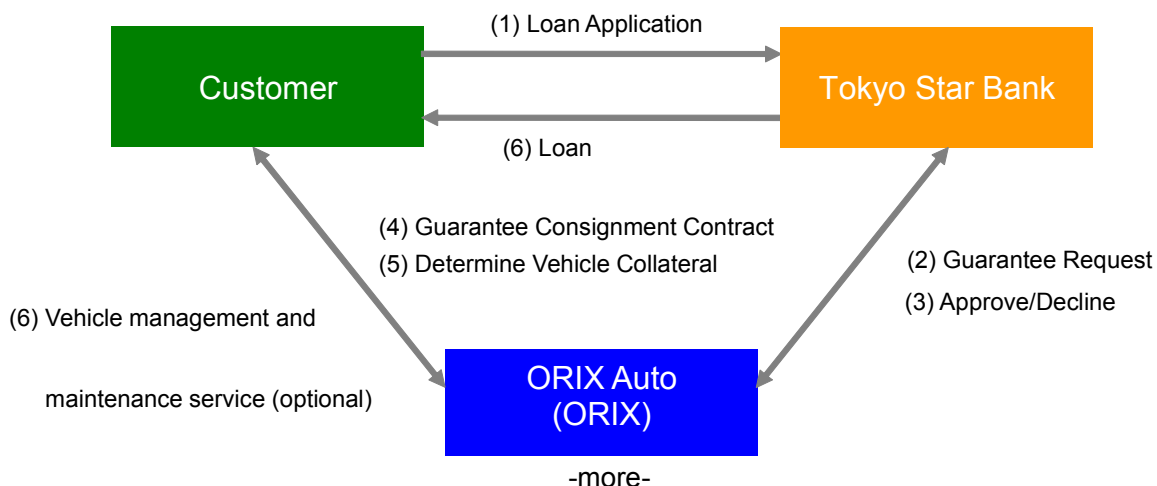 (1) Loan Application
Customer
Tokyo Star Bank
(6) Loan
(4) Guarantee Consignment Contract
(5) Determine Vehicle Collateral
(2) Guarantee Request
(3) Approve/Decline
(6) Vehicle management and
maintenance service (optional)
ORIX Auto
(ORIX)
-more-